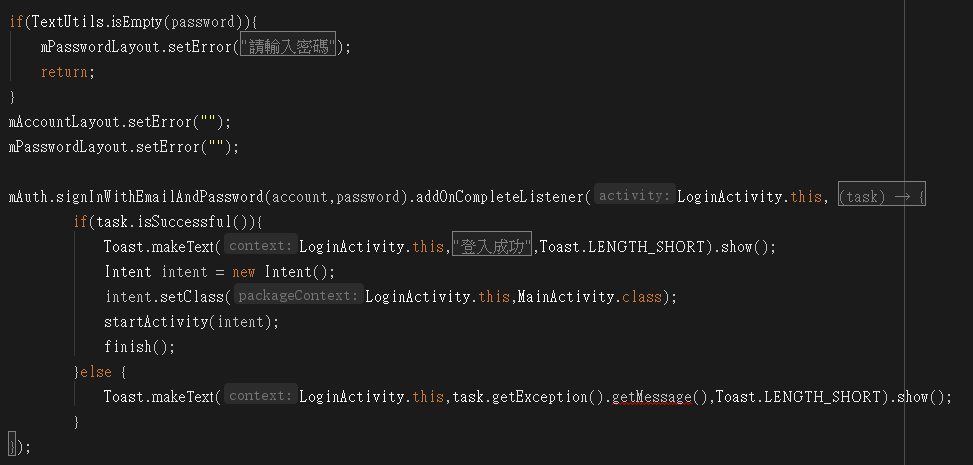 if(TextUtils.isEmpty(password)){
mPasswordLayout.setError("請輸入密碼");
return;
}
mAccountLayout.setError("");
mPasswordLayout.setError("");
mAuth.signInWithEmailAndPassword(account,password).addOnCompleteListener( activity: LoginActivity.this, (task) → {
if(task.isSuccessful()){
Toast.makeText( context: LoginActivity.this,"登入成功",Toast.LENGTH_SHORT).show();
Intent intent = new Intent();
intent.setClass( packageContext: LoginActivity.this,MainActivity.class);
startActivity(intent);
finish();
}else {
Toast.makeText( context: LoginActivity.this,task.getException().getMessage(),Toast.LENGTH_SHORT).show();
}
});